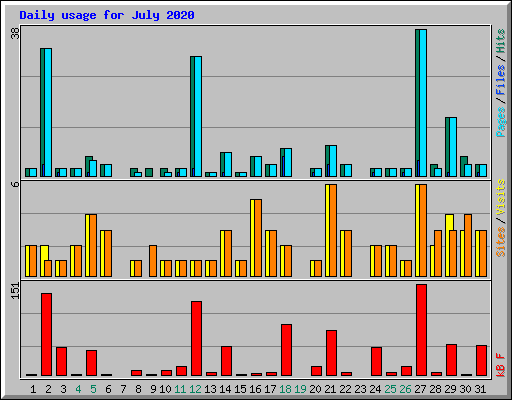 Daily usage for July 2020
38
Pages/Files/Hits
6
Sites/Visits
151
kB F
1 2 3 4 5 6 7 8 9 10 11 12 13 14 15 16 17 18 19 20 21 22 23 24 25 26 27 28 29 30 31